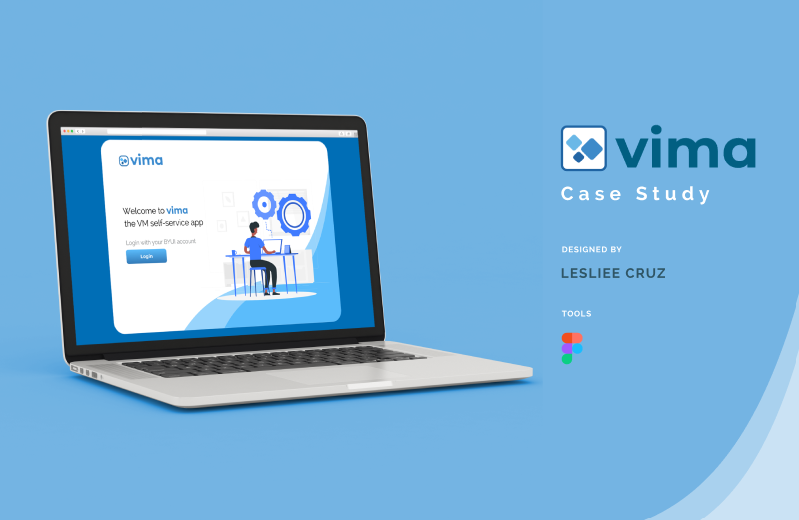 vima
Welcome to vima
the VM self-service app
Login with your BYUI account
Login
vima
Case Study
DESIGNED BY
LESLIEE CRUZ
TOOLS